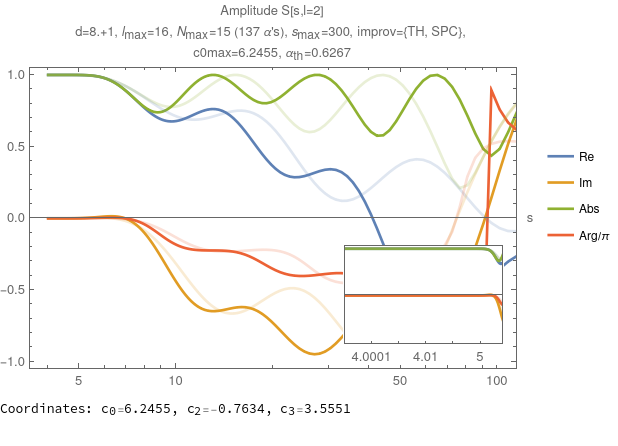 Amplitude S[s,l=2]
d=8.+1, lmax=16, Nmax=15 (137 α's), smax=300, improv={TH, SPC},
c0max=6.2455, αth=0.6267
1.0
0.5
0.0
-0.5
-1.0
s
Re
Im
Abs
Arg/π
4.0001 4.01 5
5 10 50 100
Coordinates: c0=6.2455, c2=-0.7634, c3=3.5551